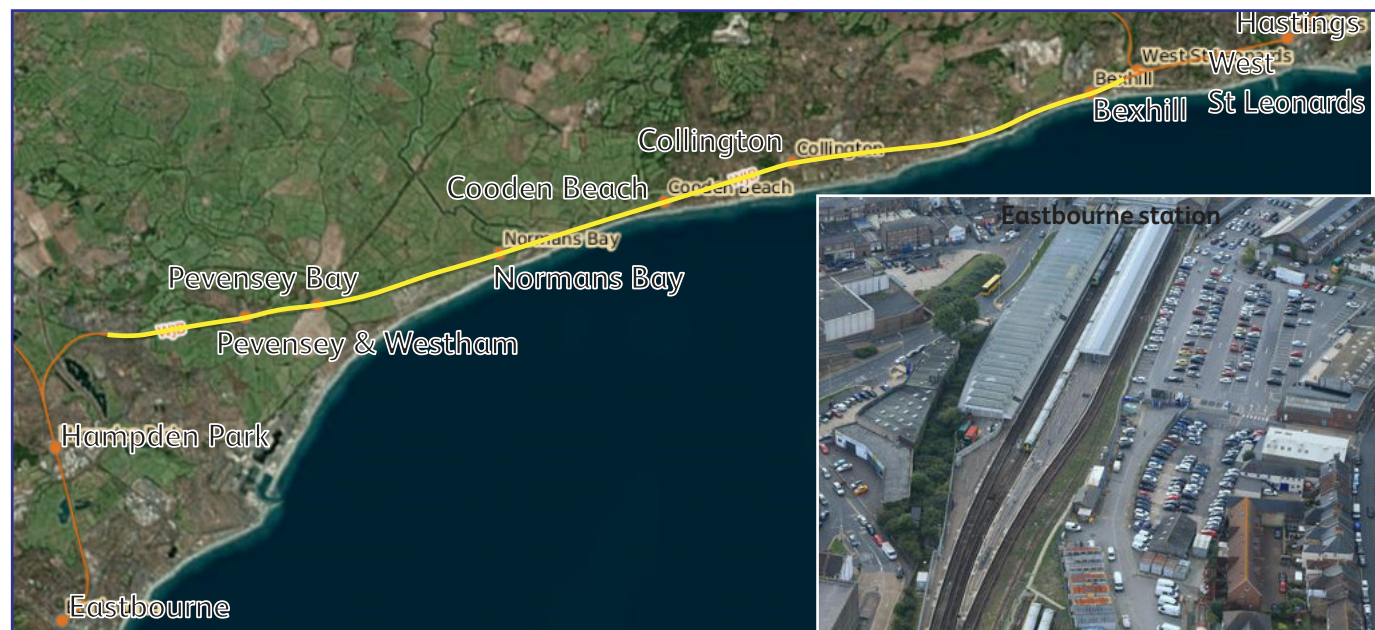 Hastings
West St Leonards
West
St Leonards
Bexhill
Bexhill
Collington
Collington
Cooden Beach
Cooden Beach
Normans Bay
Normans Bay
Pevensey Bay
Pevensey & Westham
Hampden Park
Eastbourne
Eastbourne station